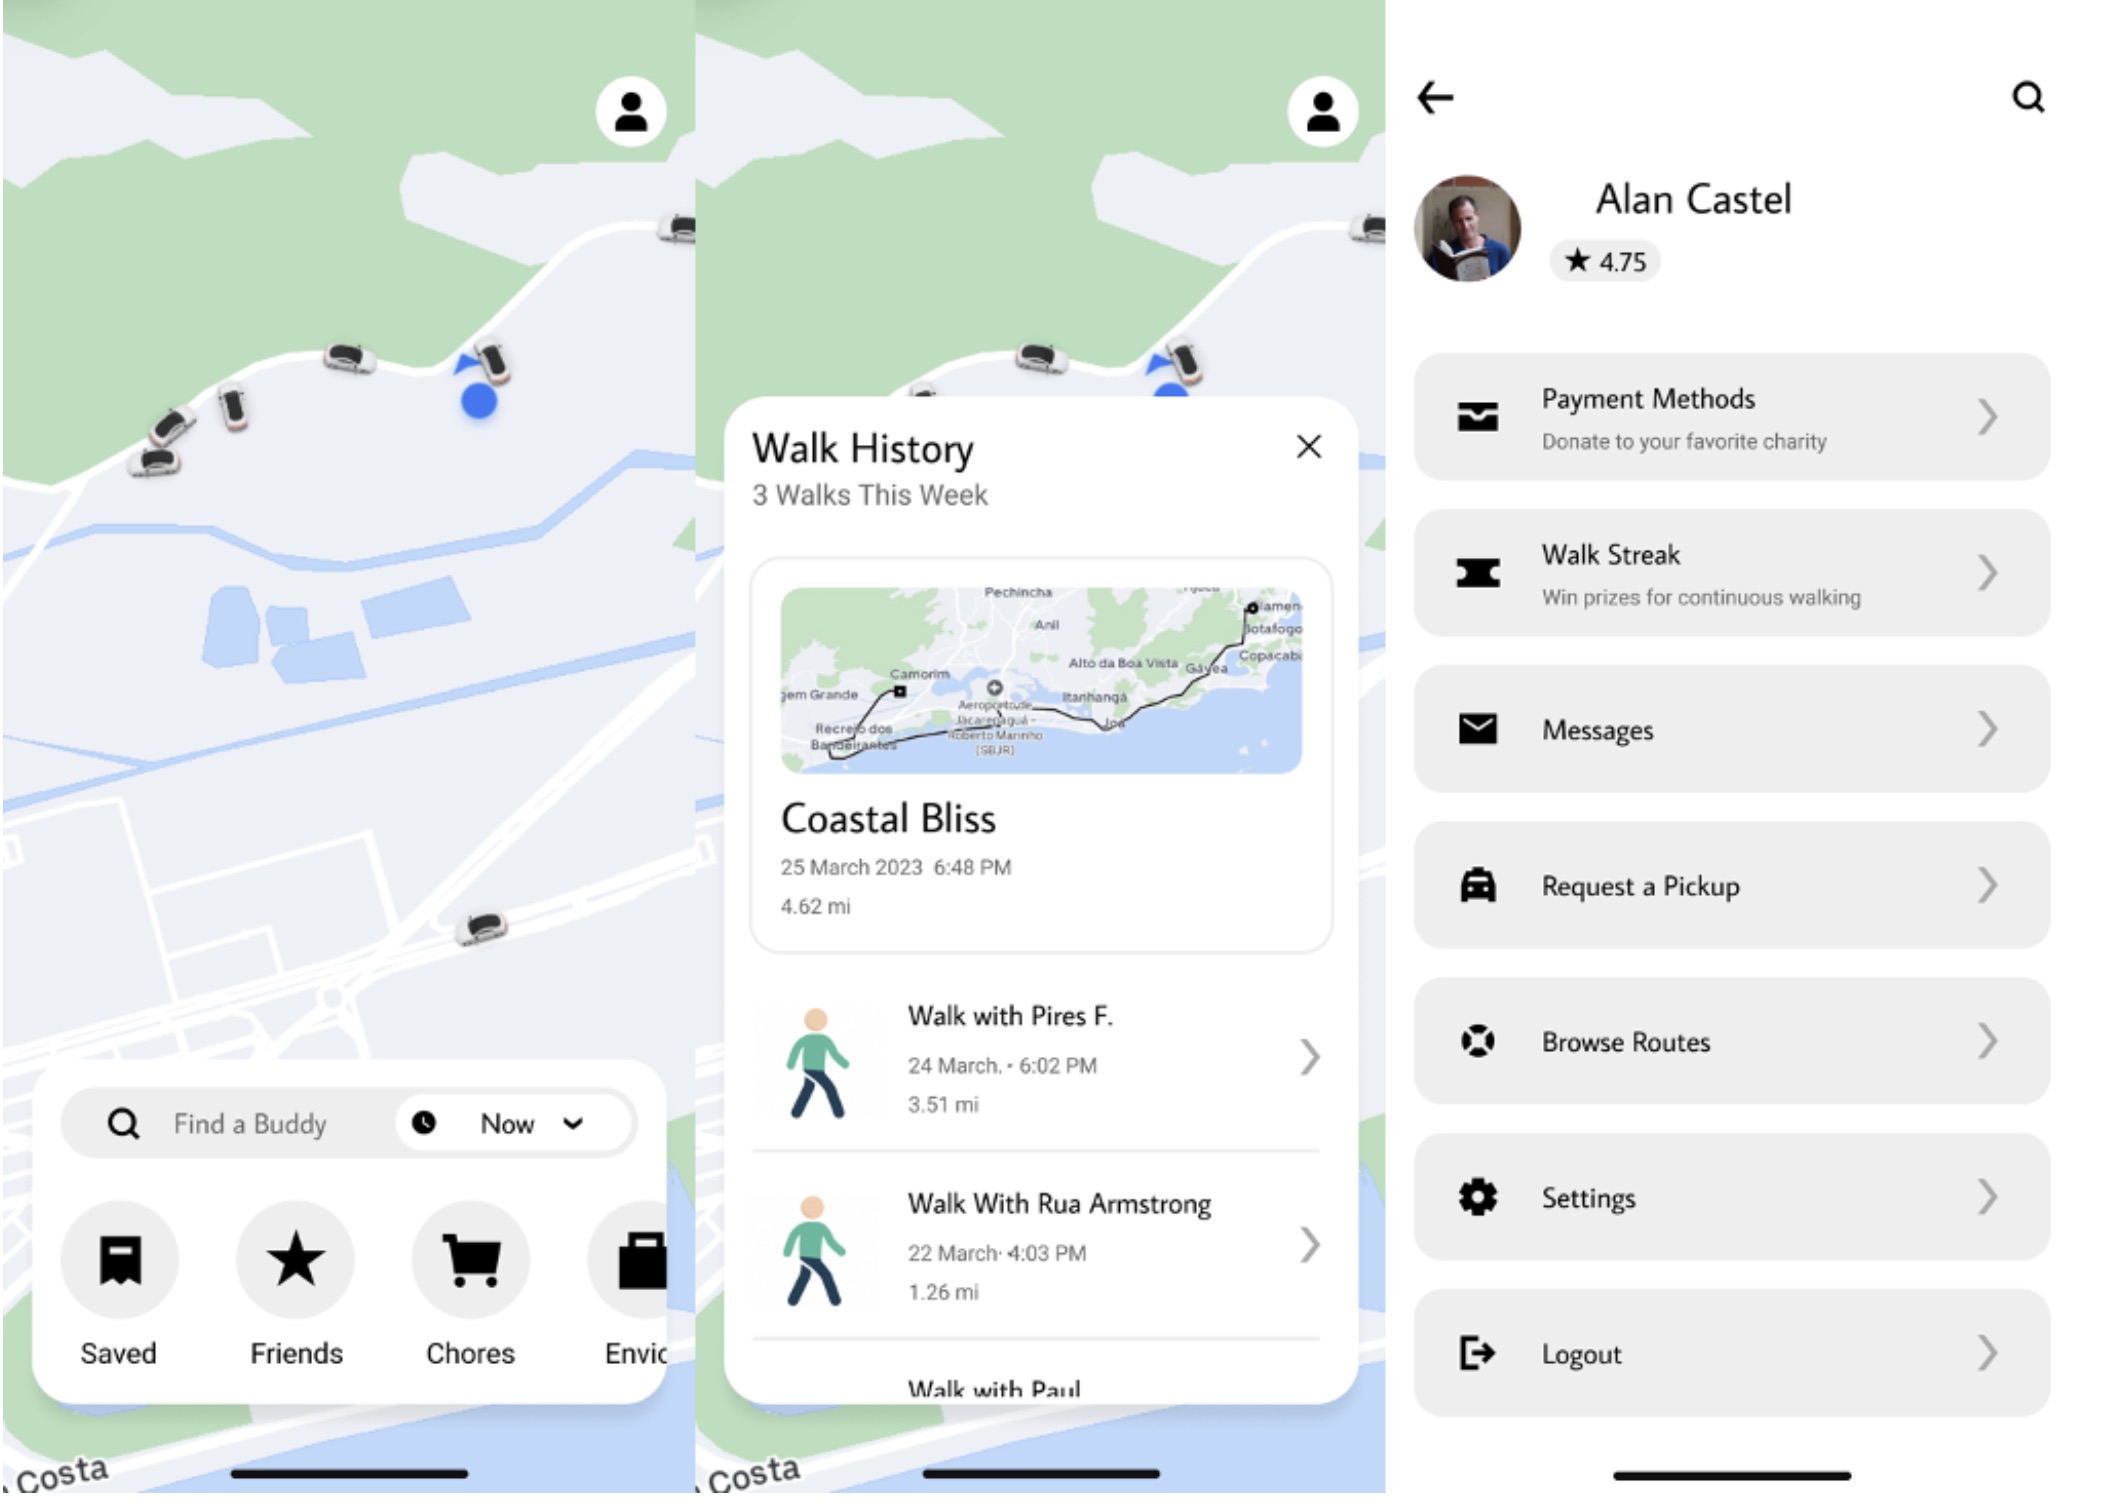 Find a Buddy
Now
Saved
Friends
Chores
Costa
Walk History
3 Walks This Week
Pechincha
Anil
Botafogo
Alto da Boa Vista
Gávea
Camorim
Itanhangá
Grande
Aeroporto de
Jacarepaguá -
Roberto Marinho
[SBJR]
Joá
Recreio dos
Bandeirantes
Coastal Bliss
25 March 2023 6:48 PM
4.62 mi
Walk with Pires F.
24 March. • 6:02 PM
3.51 mi
Walk With Rua Armstrong
22 March· 4:03 PM
1.26 mi
Walk with Paul
Costa
Alan Castel
★ 4.75
Payment Methods
Donate to your favorite charity
Walk Streak
Win prizes for continuous walking
Messages
Request a Pickup
Browse Routes
Settings
Logout